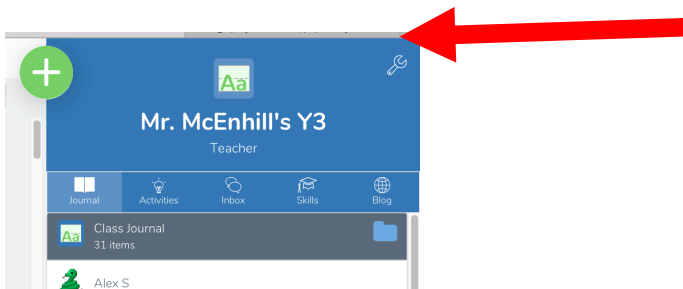 Aa
Mr. McEnhill's Y3
Teacher
Journal Activities Inbox Skills Blog
Aa Class Journal
31 items
Alex S